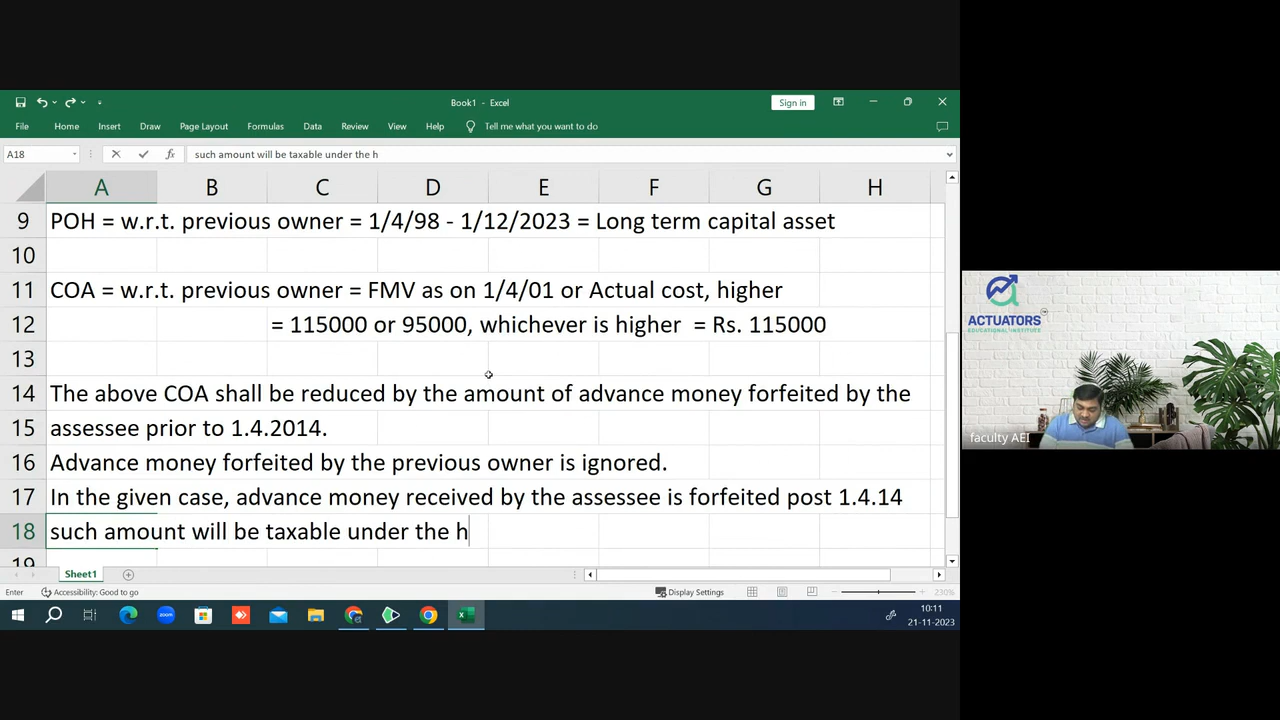 Book1 - Excel
Sign in
File Home Insert Draw Page Layout Formulas Data Review View Help Tell me what you want to do
A18 fx such amount will be taxable under the h
A B C D E F G H
9 POH = w.r.t. previous owner = 1/4/98 - 1/12/2023 = Long term capital asset
10
11 COA = w.r.t. previous owner = FMV as on 1/4/01 or Actual cost, higher
12 = 115000 or 95000, whichever is higher = Rs. 115000
13
14 The above COA shall be reduced by the amount of advance money forfeited by the
15 assessee prior to 1.4.2014.
16 Advance money forfeited by the previous owner is ignored.
17 In the given case, advance money received by the assessee is forfeited post 1.4.14
18 such amount will be taxable under the h
19
Sheet1
Enter Accessibility: Good to go Display Settings 230%
zoom
10:11
21-11-2023
ACTUATORS
EDUCATIONAL INSTITUTE
faculty AEI